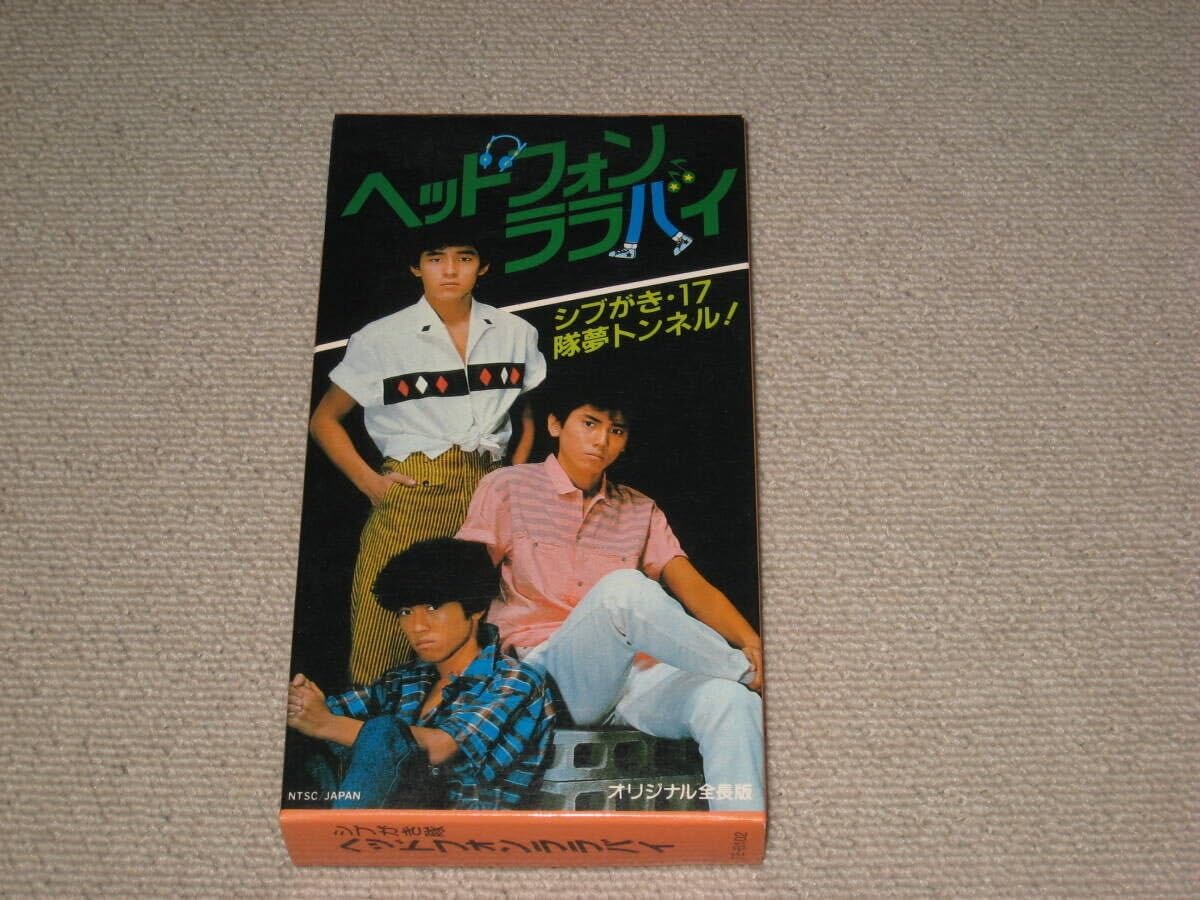 ヘッドフォン
ララバイ
シブがき・17
隊夢トンネル!
NTSC/JAPAN
オリジナル全長版
シブがき隊
ヘッドフォンララバイ